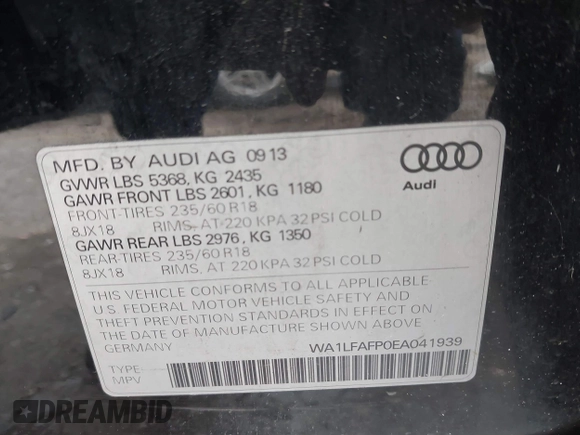 MFD. BY AUDI AG 0913
GVWR LBS 5368, KG 2435
GAWR FRONT LBS 2601, KG 1180
FRONT-TIRES 235/60 R18
8JX18 RIMS, AT 220 KPA 32 PSI COLD
GAWR REAR LBS 2976, KG 1350
REAR-TIRES 235/60 R18
8JX18 RIMS, AT 220 KPA 32 PSI COLD
Audi
THIS VEHICLE CONFORMS TO ALL APPLICABLE
U.S. FEDERAL MOTOR VEHICLE SAFETY AND
THEFT PREVENTION STANDARDS IN EFFECT ON
THE DATE OF MANUFACTURE SHOWN ABOVE
GERMANY WA1LFAFP0EA041939
TYPE
MPV
DREAMBID